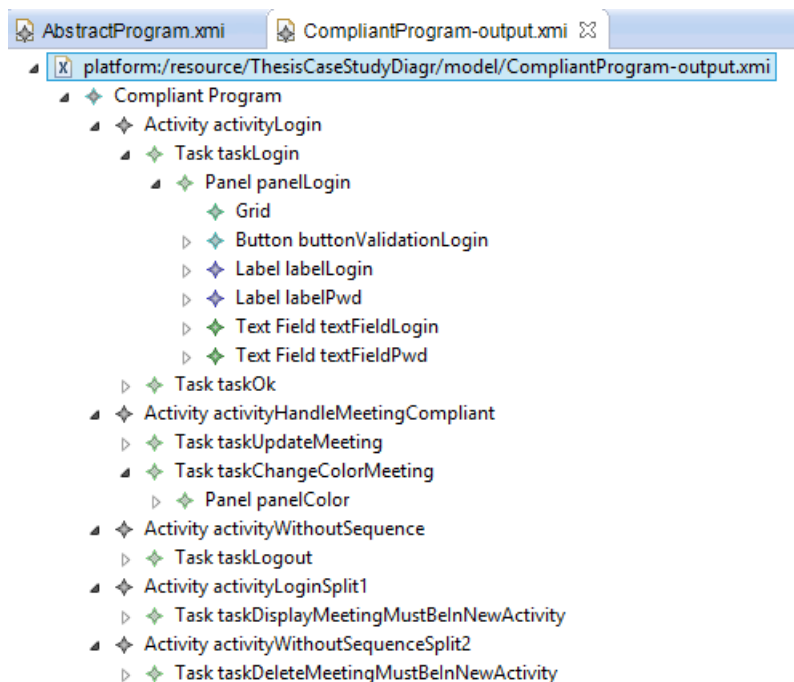 AbstractProgram.xmi CompliantProgram-output.xmi
platform:/resource/ThesisCaseStudyDiagr/model/CompliantProgram-output.xmi
Compliant Program
Activity activityLogin
Task taskLogin
Panel panelLogin
Grid
Button buttonValidationLogin
Label labelLogin
Label labelPwd
Text Field textFieldLogin
Text Field textFieldPwd
Task taskOk
Activity activityHandleMeetingCompliant
Task taskUpdateMeeting
Task taskChangeColorMeeting
Panel panelColor
Activity activityWithoutSequence
Task taskLogout
Activity activityLoginSplit1
Task taskDisplayMeetingMustBeInNewActivity
Activity activityWithoutSequenceSplit2
Task taskDeleteMeetingMustBeInNewActivity